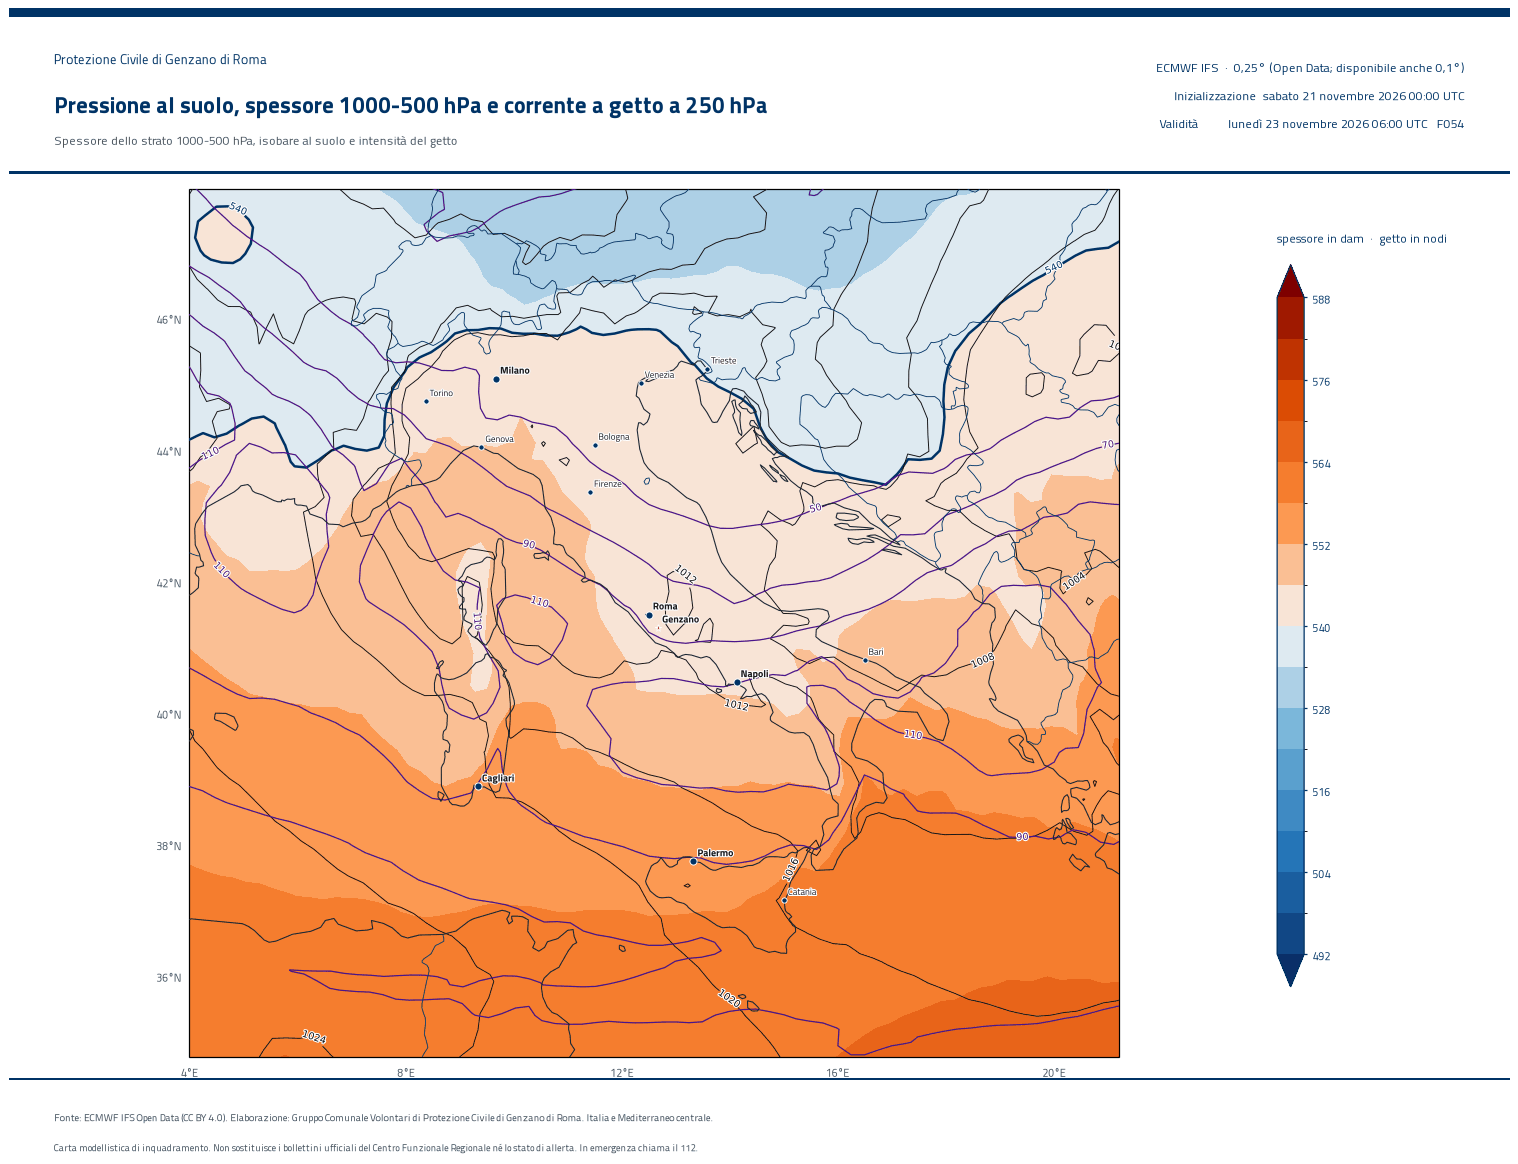 Protezione Civile di Genzano di Roma
Pressione al suolo, spessore 1000-500 hPa e corrente a getto a 250 hPa
Spessore dello strato 1000-500 hPa, isobare al suolo e intensità del getto
ECMWF IFS · 0,25° (Open Data; disponibile anche 0,1°)
Inizializzazione sabato 21 novembre 2026 00:00 UTC
Validità lunedì 23 novembre 2026 06:00 UTC F054
spessore in dam · getto in nodi
588
576
564
552
540
528
516
504
492
46°N
44°N
42°N
40°N
38°N
36°N
4°E
8°E
12°E
16°E
20°E
540
540
10
Trieste
Milano
Venezia
Torino
Bologna
Genova
70
110
Firenze
50
90
110
1012
1004
110
110
Roma
Genzano
Bari
1008
Napoli
1012
110
Cagliari
90
Palermo
1016
Catania
1020
1024
Fonte: ECMWF IFS Open Data (CC BY 4.0). Elaborazione: Gruppo Comunale Volontari di Protezione Civile di Genzano di Roma. Italia e Mediterraneo centrale.
Carta modellistica di inquadramento. Non sostituisce i bollettini ufficiali del Centro Funzionale Regionale né lo stato di allerta. In emergenza chiama il 112.